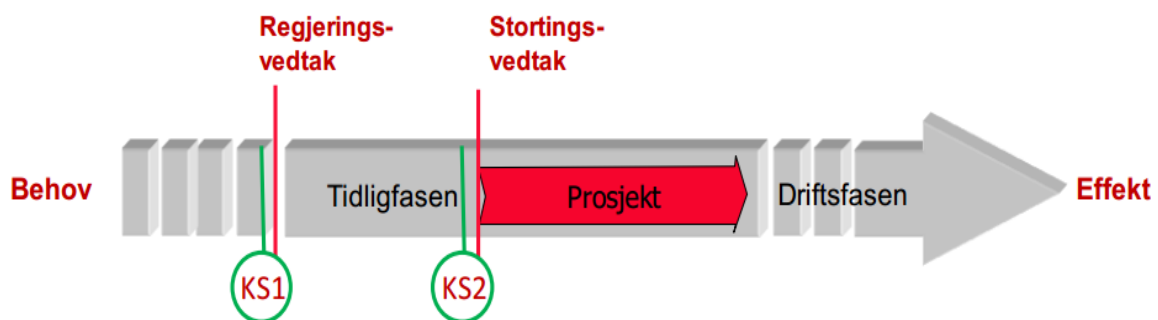 Regjerings-
vedtak
Stortings-
vedtak
Behov
Tidligfasen
Prosjekt
Driftsfasen
Effekt
KS1
KS2